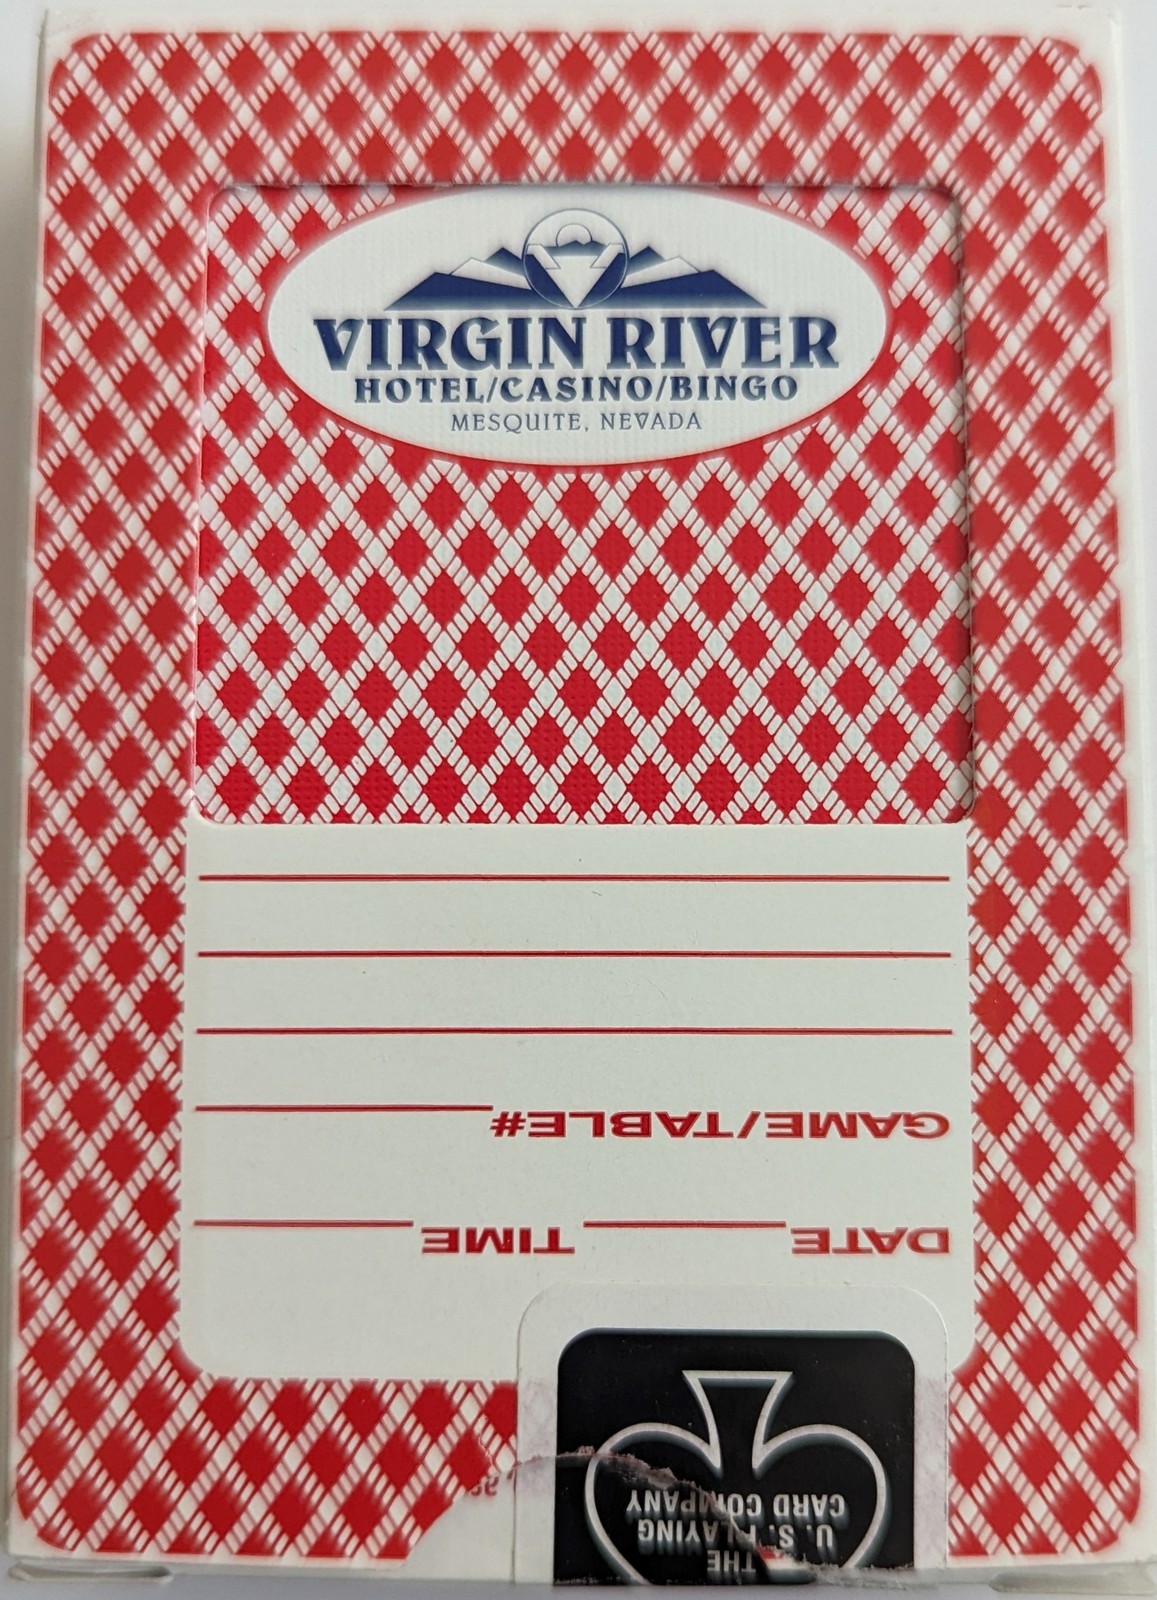 VIRGIN RIVER
HOTEL/CASINO/BINGO
MESQUITE, NEVADA
GAME/TABLE#
DATE TIME
THE
U.S. PLAYING
CARD COMPANY